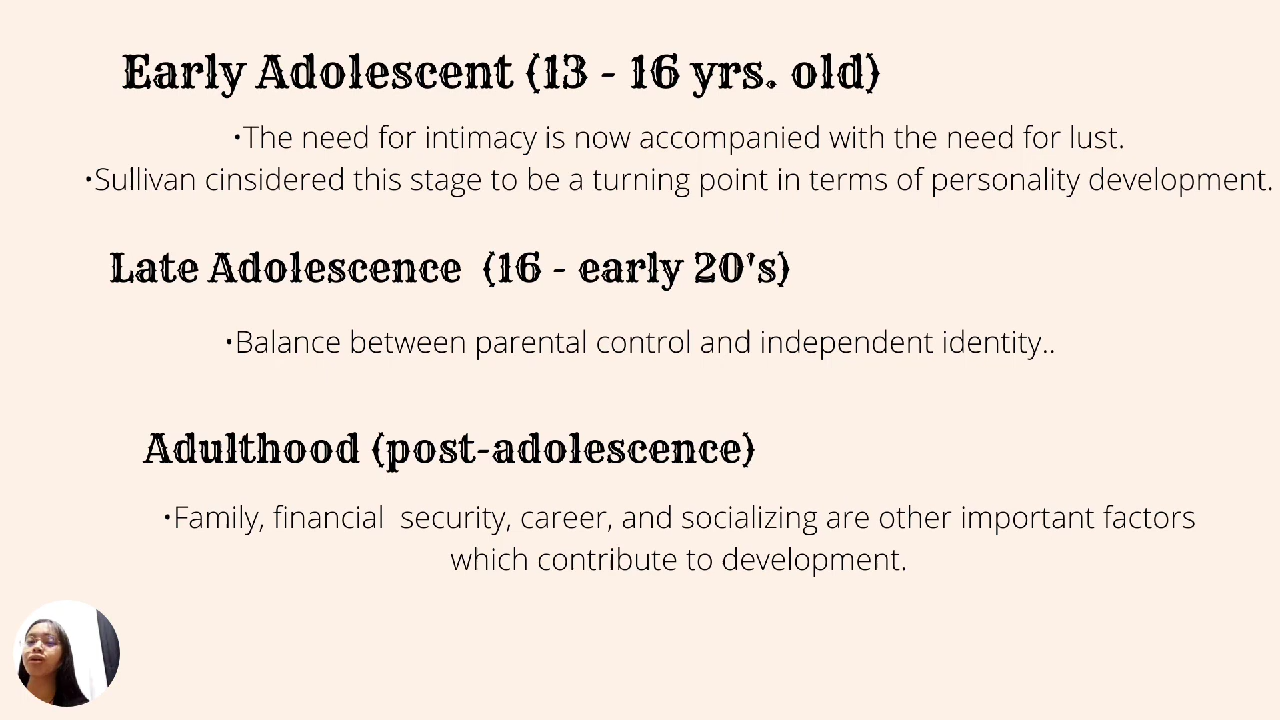 Early Adolescent (13 - 16 yrs. old)
•The need for intimacy is now accompanied with the need for lust.
•Sullivan cinsidered this stage to be a turning point in terms of personality development.
Late Adolescence (16 - early 20's)
•Balance between parental control and independent identity..
Adulthood (post-adolescence)
•Family, financial security, career, and socializing are other important factors
which contribute to development.